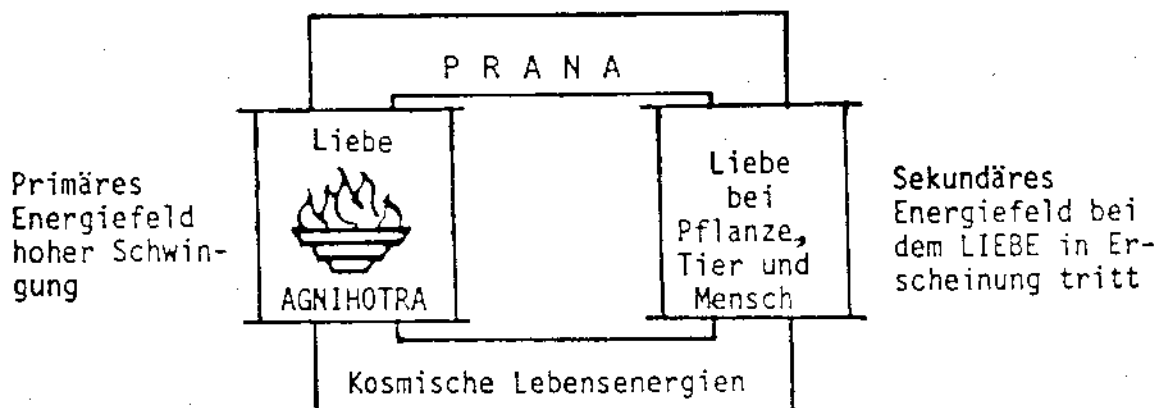 P R A N A
Primäres
Energiefeld
hoher Schwin-
gung
Liebe
AGNIHOTRA
Liebe
bei
Pflanze,
Tier und
Mensch
Sekundäres
Energiefeld bei
dem LIEBE in Er-
scheinung tritt
Kosmische Lebensenergien